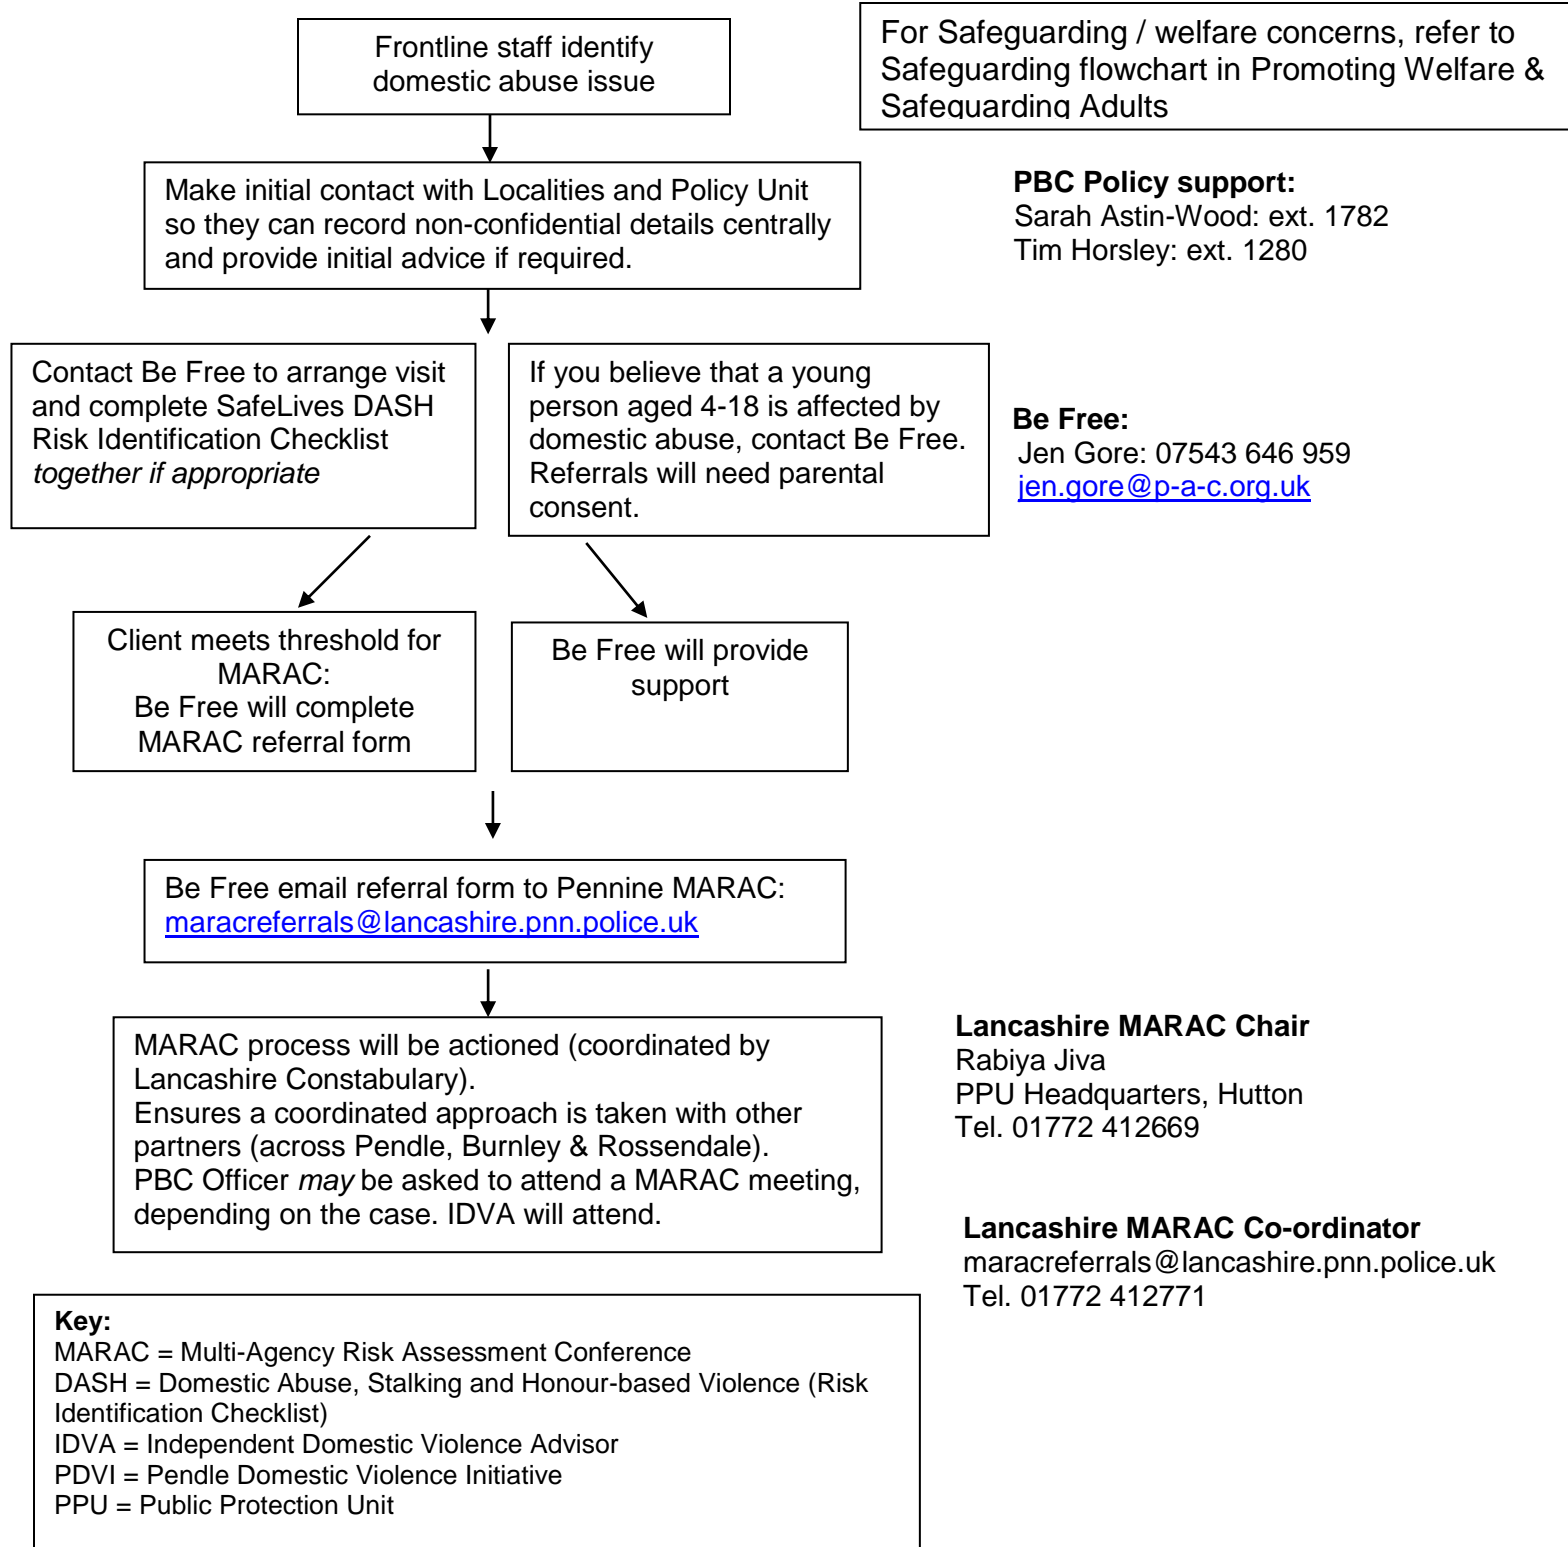 Frontline staff identify
domestic abuse issue
For Safeguarding / welfare concerns, refer to
Safeguarding flowchart in Promoting Welfare &
Safeguarding Adults
Make initial contact with Localities and Policy Unit
so they can record non-confidential details centrally
and provide initial advice if required.
PBC Policy support:
Sarah Astin-Wood: ext. 1782
Tim Horsley: ext. 1280
Contact Be Free to arrange visit
and complete SafeLives DASH
Risk Identification Checklist
together if appropriate
If you believe that a young
person aged 4-18 is affected by
domestic abuse, contact Be Free.
Referrals will need parental
consent.
Be Free:
Jen Gore: 07543 646 959
jen.gore@p-a-c.org.uk
Client meets threshold for
MARAC:
Be Free will complete
MARAC referral form
Be Free will provide
support
Be Free email referral form to Pennine MARAC:
maracreferrals@lancashire.pnn.police.uk
MARAC process will be actioned (coordinated by
Lancashire Constabulary).
Ensures a coordinated approach is taken with other
partners (across Pendle, Burnley & Rossendale).
PBC Officer may be asked to attend a MARAC meeting,
depending on the case. IDVA will attend.
Lancashire MARAC Chair
Rabiya Jiva
PPU Headquarters, Hutton
Tel. 01772 412669
Lancashire MARAC Co-ordinator
maracreferrals@lancashire.pnn.police.uk
Tel. 01772 412771
Key:
MARAC = Multi-Agency Risk Assessment Conference
DASH = Domestic Abuse, Stalking and Honour-based Violence (Risk
Identification Checklist)
IDVA = Independent Domestic Violence Advisor
PDVI = Pendle Domestic Violence Initiative
PPU = Public Protection Unit